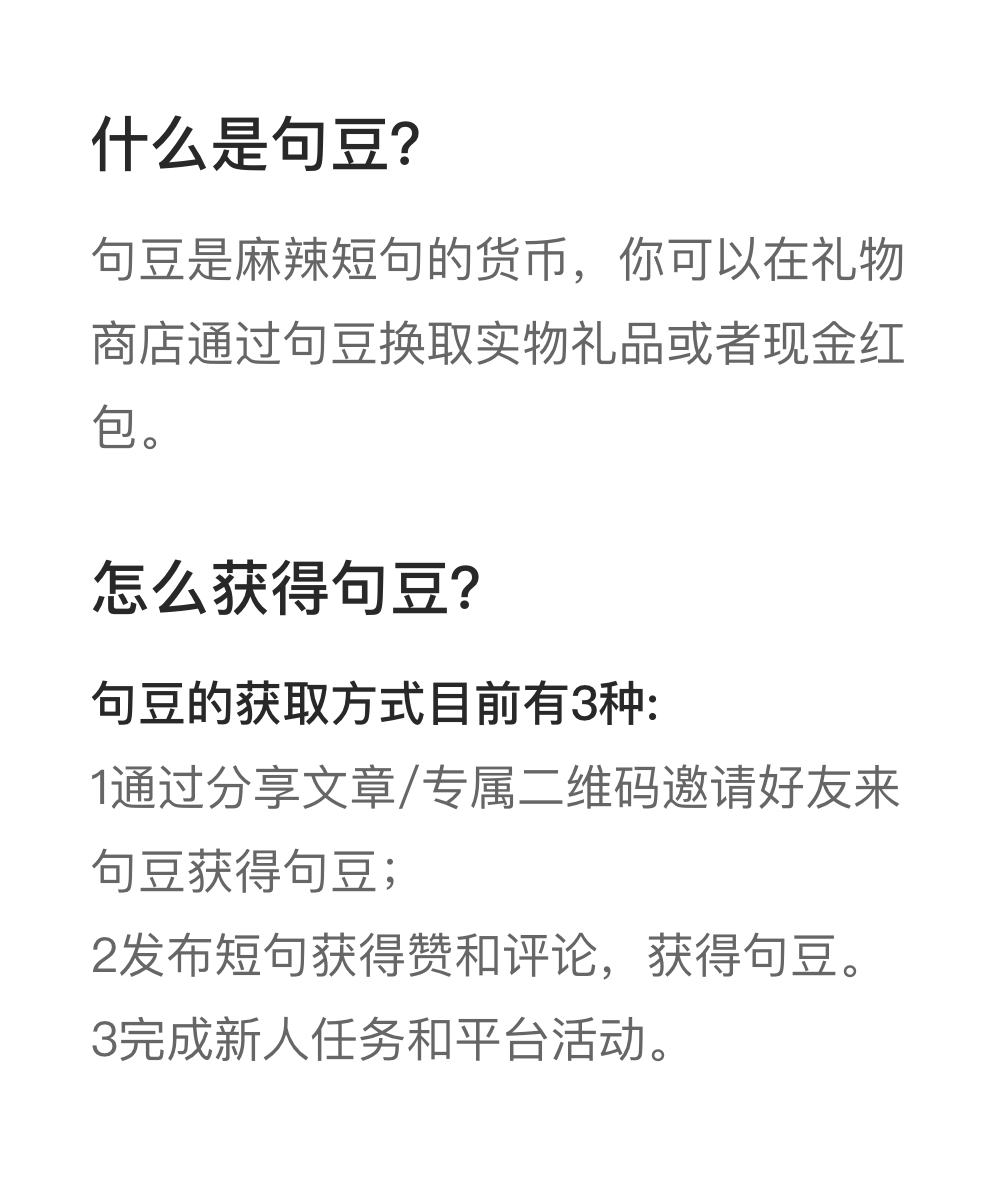 什么是句豆?
句豆是麻辣短句的货币，你可以在礼物
商店通过句豆换取实物礼品或者现金红
包。
怎么获得句豆?
句豆的获取方式目前有3种:
1通过分享文章/专属二维码邀请好友来
句豆获得句豆；
2发布短句获得赞和评论，获得句豆。
3完成新人任务和平台活动。